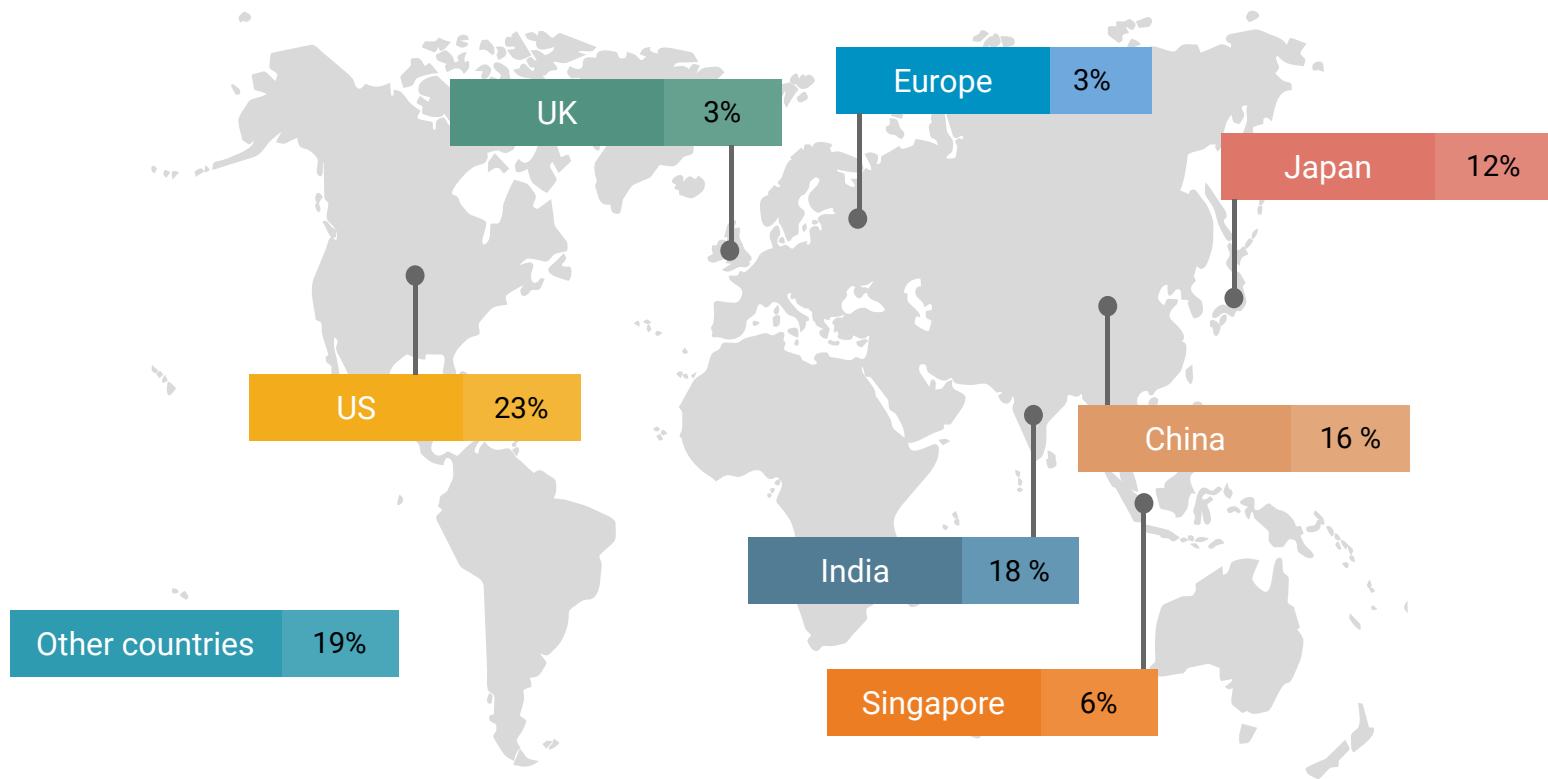 Europe 3%
UK 3%
Japan 12%
US 23%
China 16 %
India 18 %
Other countries 19%
Singapore 6%